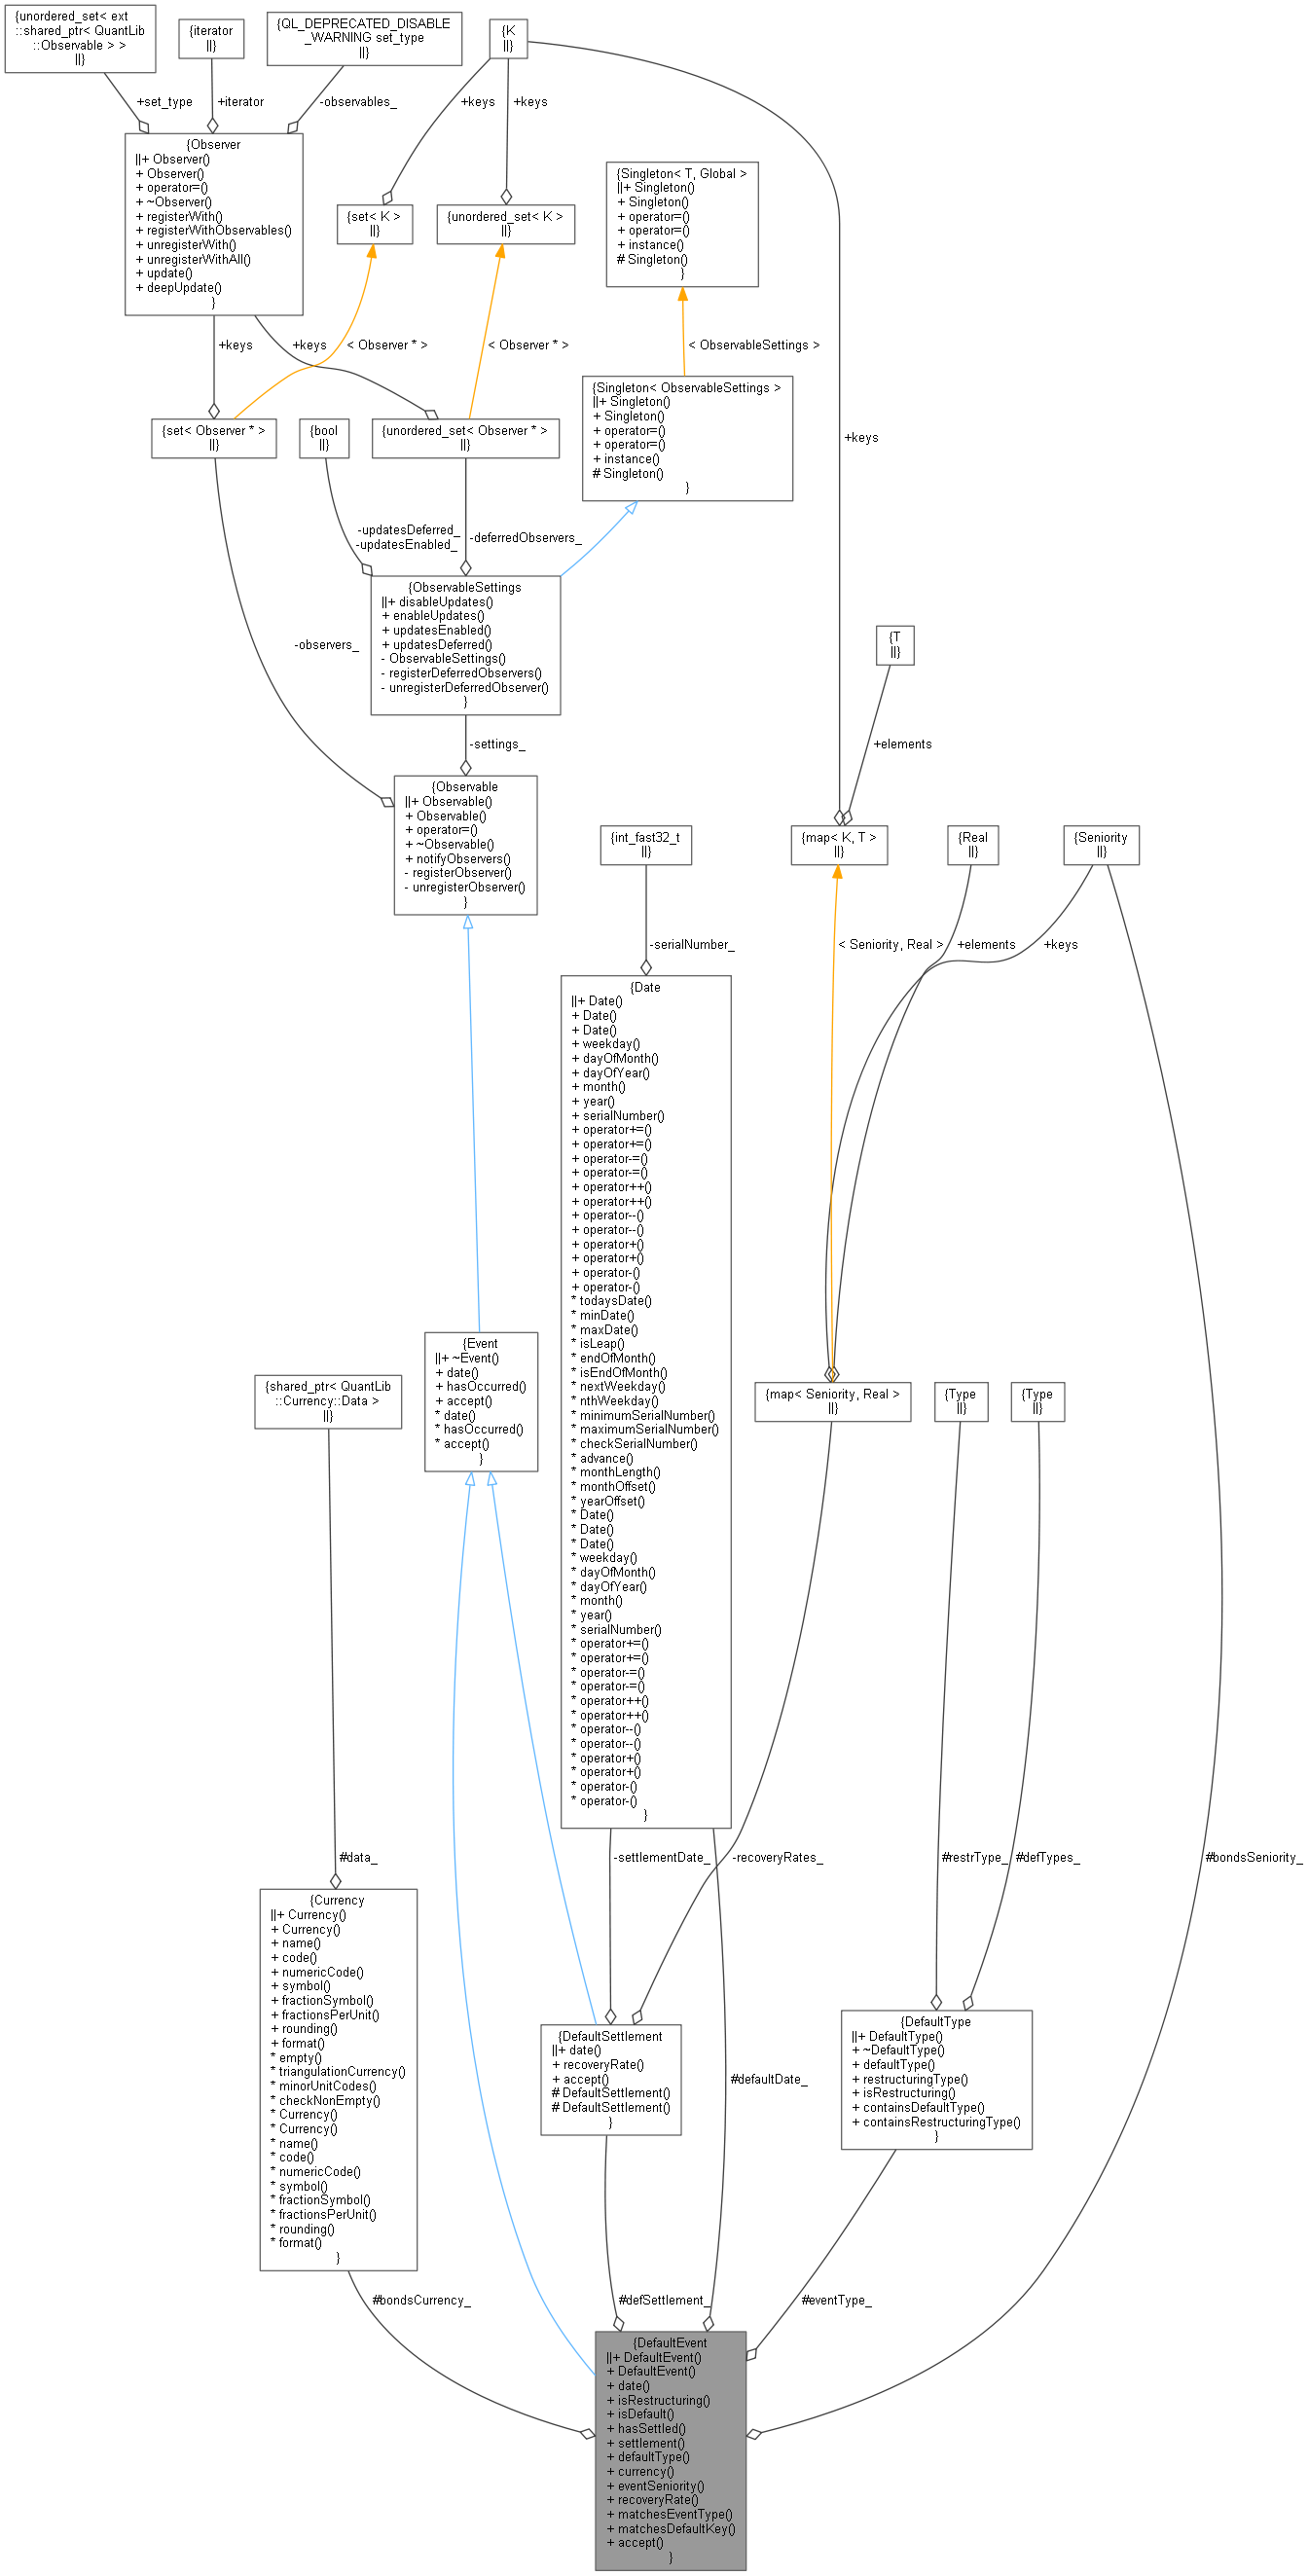 {unordered_set< ext
::shared_ptr< QuantLib
::Observable > >
||}
{iterator
||}
{QL_DEPRECATED_DISABLE
_WARNING set_type
||}
{K
||}
+set_type
+iterator
-observables_
+keys
+keys
{Observer
||+ Observer()
+ Observer()
+ operator=()
+ ~Observer()
+ registerWith()
+ registerWithObservables()
+ unregisterWith()
+ unregisterWithAll()
+ update()
+ deepUpdate()
}
{set< K >
||}
{unordered_set< K >
||}
{Singleton< T, Global >
||+ Singleton()
+ Singleton()
+ operator=()
+ operator=()
+ instance()
# Singleton()
}
+keys
+keys
< Observer * >
< Observer * >
< ObservableSettings >
{set< Observer * >
||}
{bool
||}
{unordered_set< Observer * >
||}
{Singleton< ObservableSettings >
||+ Singleton()
+ Singleton()
+ operator=()
+ operator=()
+ instance()
# Singleton()
}
+keys
-updatesDeferred_
-updatesEnabled_
-deferredObservers_
{ObservableSettings
||+ disableUpdates()
+ enableUpdates()
+ updatesEnabled()
+ updatesDeferred()
- ObservableSettings()
- registerDeferredObservers()
- unregisterDeferredObserver()
}
-observers_
{T
||}
-settings_
+elements
{Observable
||+ Observable()
+ Observable()
+ operator=()
+ ~Observable()
+ notifyObservers()
- registerObserver()
- unregisterObserver()
}
{int_fast32_t
||}
{map< K, T >
||}
{Real
||}
{Seniority
||}
-serialNumber_
< Seniority, Real >
+elements
+keys
{Date
||+ Date()
+ Date()
+ Date()
+ weekday()
+ dayOfMonth()
+ dayOfYear()
+ month()
+ year()
+ serialNumber()
+ operator+=()
+ operator+=()
+ operator-=()
+ operator-=()
+ operator++()
+ operator++()
+ operator--()
+ operator--()
+ operator+()
+ operator+()
+ operator-()
+ operator-()
* todaysDate()
* minDate()
* maxDate()
* isLeap()
* endOfMonth()
* isEndOfMonth()
* nextWeekday()
* nthWeekday()
* minimumSerialNumber()
* maximumSerialNumber()
* checkSerialNumber()
* advance()
* monthLength()
* monthOffset()
* yearOffset()
* Date()
* Date()
* Date()
* weekday()
* dayOfMonth()
* dayOfYear()
* month()
* year()
* serialNumber()
* operator+=()
* operator+=()
* operator-=()
* operator-=()
* operator++()
* operator++()
* operator--()
* operator--()
* operator+()
* operator+()
* operator-()
* operator-()
}
{Event
||+ ~Event()
+ date()
+ hasOccurred()
+ accept()
* date()
* hasOccurred()
* accept()
}
{shared_ptr< QuantLib
::Currency::Data >
||}
{map< Seniority, Real >
||}
{Type
||}
{Type
||}
#data_
-settlementDate_
-recoveryRates_
#restrType_
#defTypes_
#bondsSeniority_
{Currency
||+ Currency()
+ Currency()
+ name()
+ code()
+ numericCode()
+ symbol()
+ fractionSymbol()
+ fractionsPerUnit()
+ rounding()
+ format()
* empty()
* triangulationCurrency()
* minorUnitCodes()
* checkNonEmpty()
* Currency()
* Currency()
* name()
* code()
* numericCode()
* symbol()
* fractionSymbol()
* fractionsPerUnit()
* rounding()
* format()
}
{DefaultSettlement
||+ date()
+ recoveryRate()
+ accept()
# DefaultSettlement()
# DefaultSettlement()
}
#defaultDate_
{DefaultType
||+ DefaultType()
+ ~DefaultType()
+ defaultType()
+ restructuringType()
+ isRestructuring()
+ containsDefaultType()
+ containsRestructuringType()
}
#bondsCurrency_
#defSettlement_
#eventType_
{DefaultEvent
||+ DefaultEvent()
+ DefaultEvent()
+ date()
+ isRestructuring()
+ isDefault()
+ hasSettled()
+ settlement()
+ defaultType()
+ currency()
+ eventSeniority()
+ recoveryRate()
+ matchesEventType()
+ matchesDefaultKey()
+ accept()
}